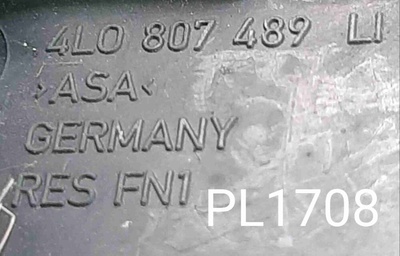 4L0 807 489 LI
>ASA<
GERMANY
RES FN1
PL1708